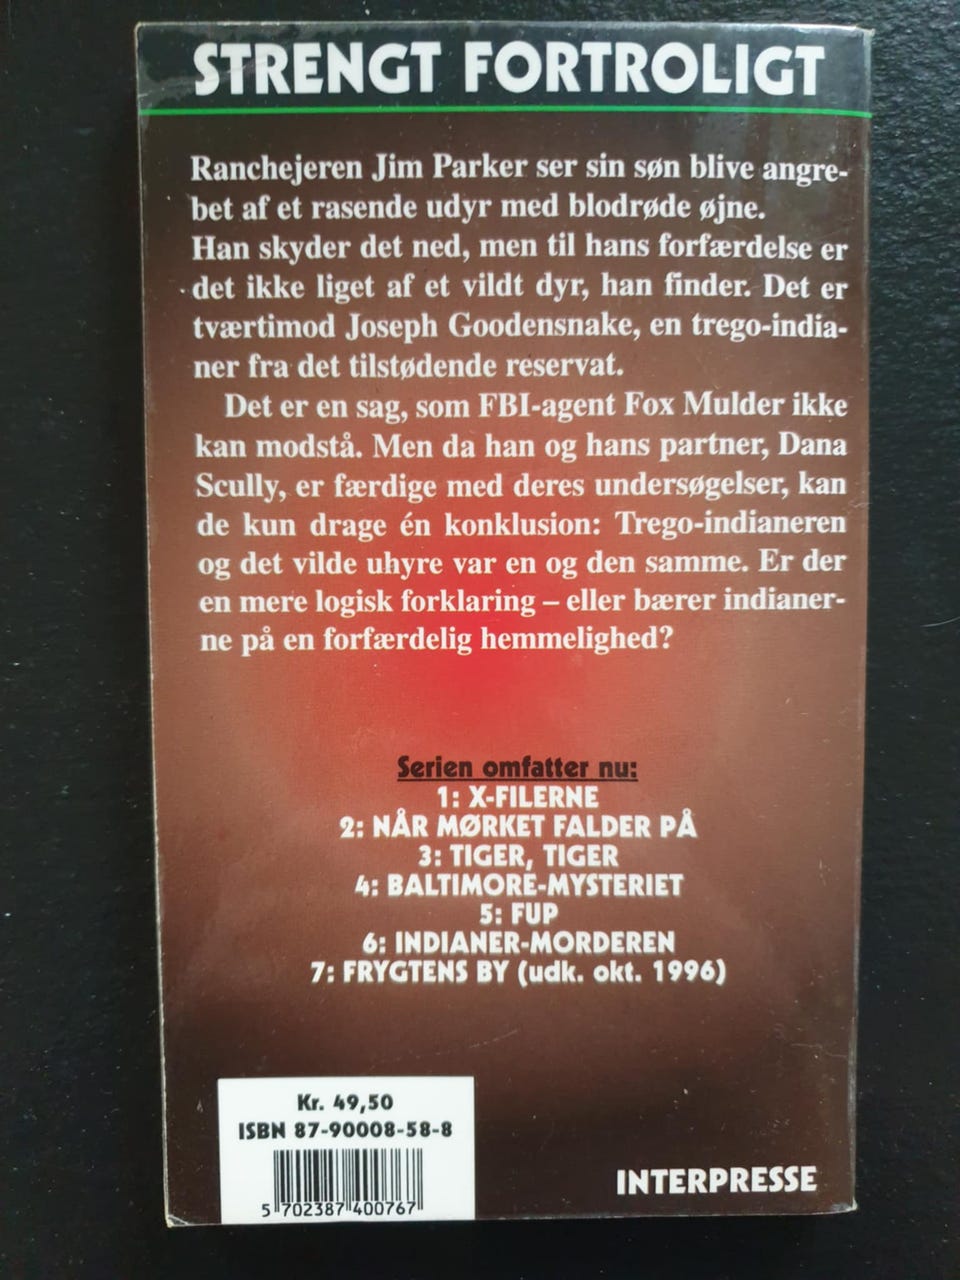 STRENGT FORTROLIGT
Ranchejeren Jim Parker ser sin søn blive angre-
bet af et rasende udyr med blodrøde øjne.
Han skyder det ned, men til hans forfærdelse er
det ikke liget af et vildt dyr, han finder. Det er
tværtimod Joseph Goodensnake, en trego-india-
ner fra det tilstødende reservat.
Det er en sag, som FBI-agent Fox Mulder ikke
kan modstå. Men da han og hans partner, Dana
Scully, er færdige med deres undersøgelser, kan
de kun drage én konklusion: Trego-indianeren
og det vilde uhyre var en og den samme. Er der
en mere logisk forklaring – eller bærer indianer-
ne på en forfærdelig hemmelighed?
Serien omfatter nu:
1: X-FILERNE
2: NÅR MØRKET FALDER PÅ
3: TIGER, TIGER
4: BALTIMORE-MYSTERIET
5: FUP
6: INDIANER-MORDEREN
7: FRYGTENS BY (udk. okt. 1996)
Kr. 49,50
ISBN 87-90008-58-8
5 702387 400767
INTERPRESSE